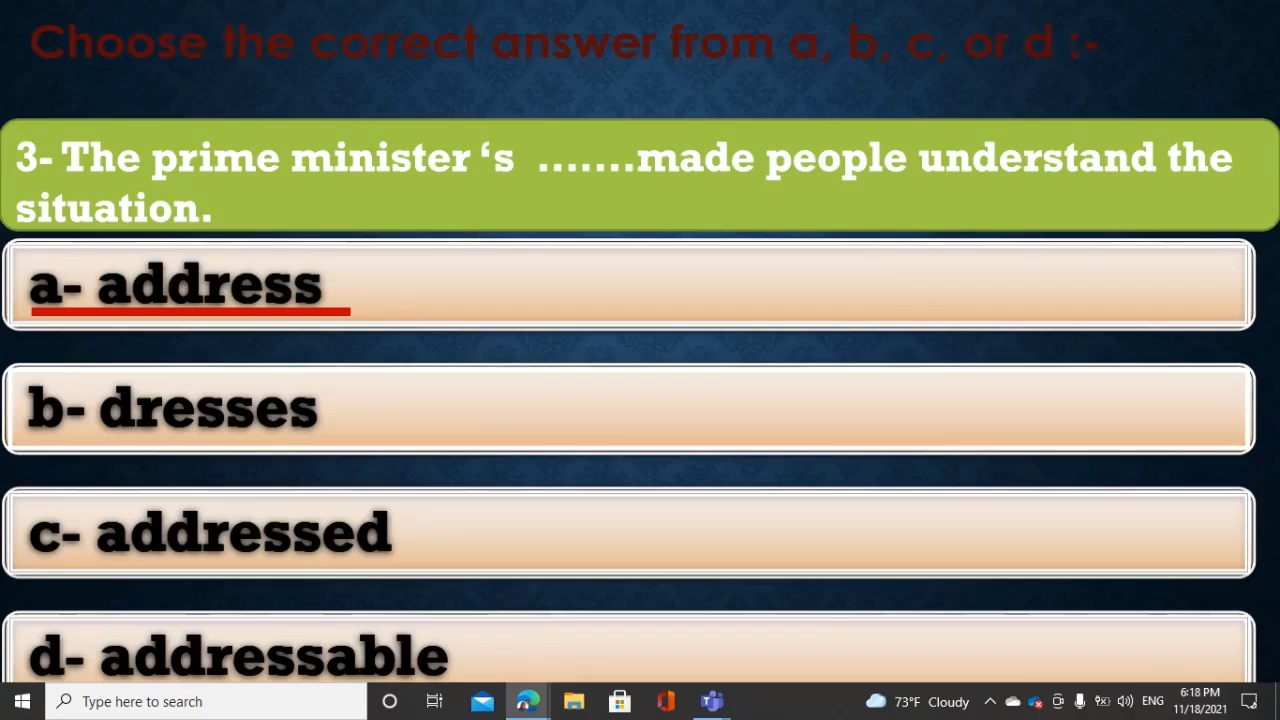 Choose the correct answer from a, b, c, or d :-
3- The prime minister ‘s .......made people understand the
situation.
a- address
b- dresses
c- addressed
d- addressable
Type here to search
73°F Cloudy
ENG
6:18 PM
11/18/2021